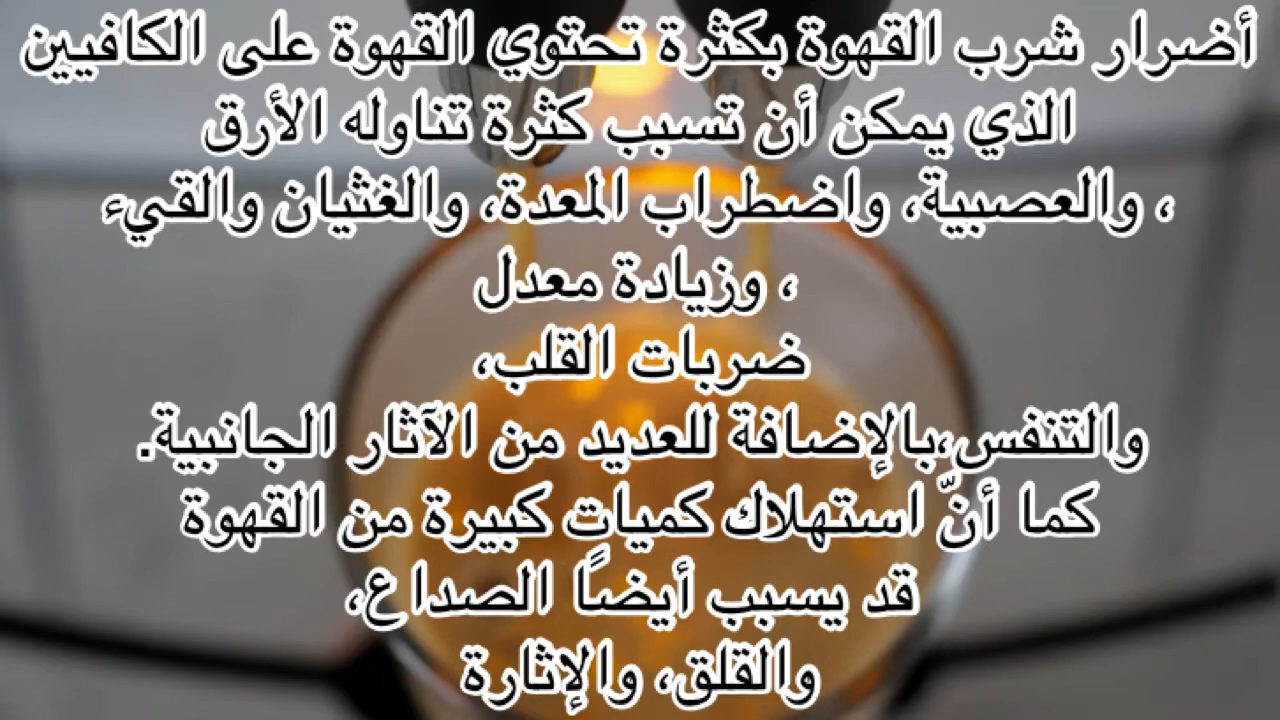 أضرار شرب القهوة بكثرة تحتوي القهوة على الكافيين
الذي يمكن أن تسبب كثرة تناوله الأرق
، والعصبية، واضطراب المعدة، والغثيان والقيء
، وزيادة معدل
ضربات القلب،
والتنفس،بالإضافة للعديد من الآثار الجانبية.
كما أنّ استهلاك كمياتٍ كبيرة من القهوة
قد يسبب أيضًا الصداع،
والقلق، والإثارة